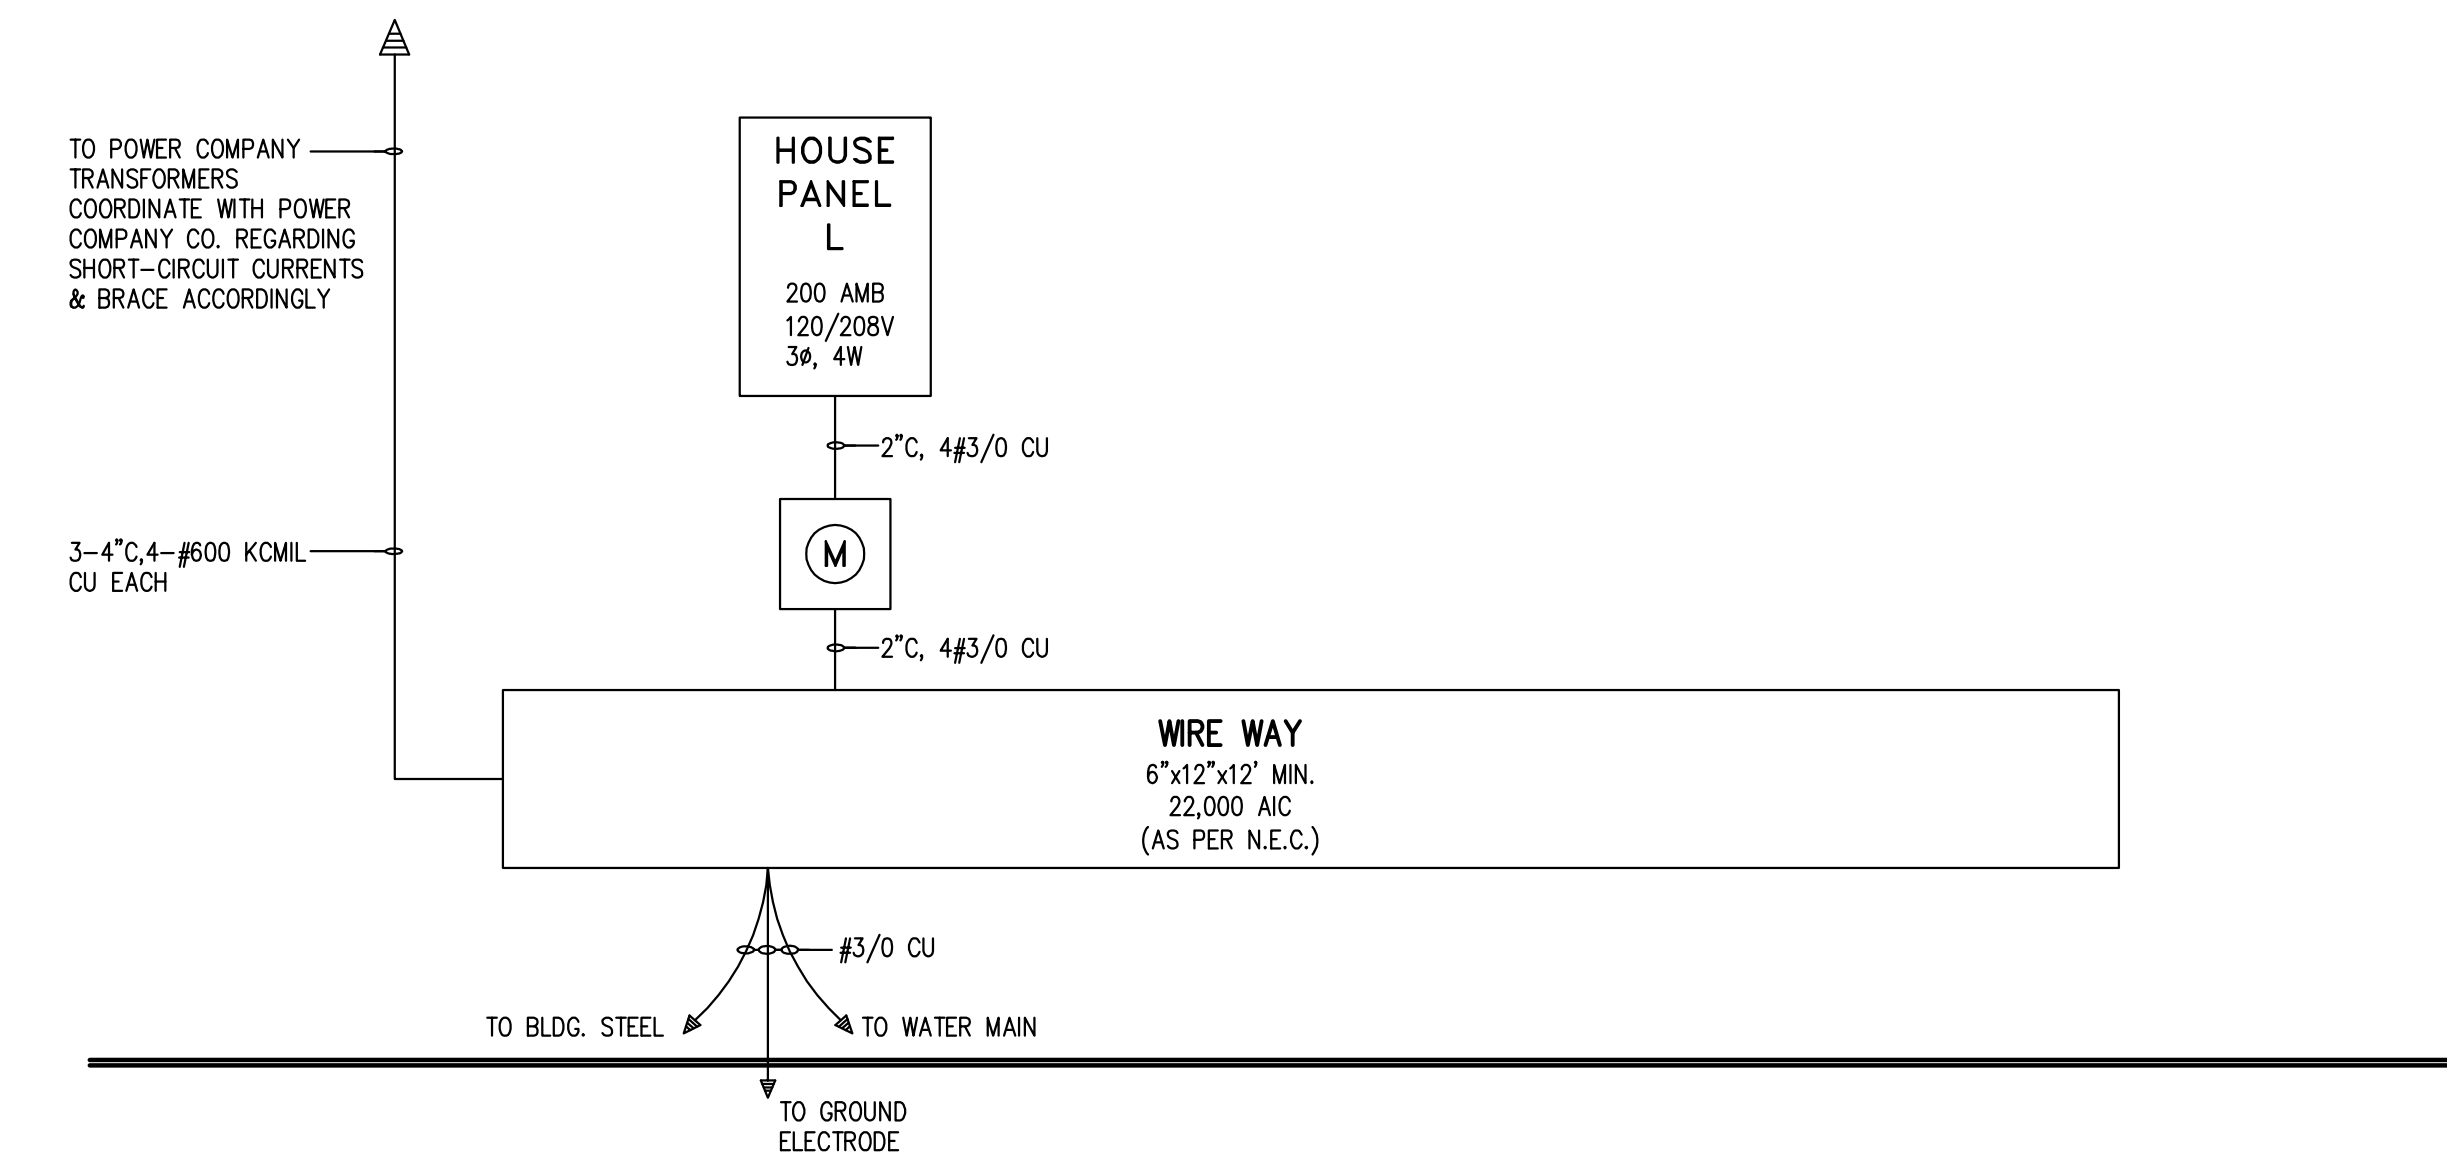 TO POWER COMPANY
TRANSFORMERS
COORDINATE WITH POWER
COMPANY CO. REGARDING
SHORT-CIRCUIT CURRENTS
& BRACE ACCORDINGLY
HOUSE
PANEL
L
200 AMB
120/208V
3ø, 4W
2"C, 4#3/0 CU
3-4"C,4-#600 KCMIL
CU EACH
M
2"C, 4#3/0 CU
WIRE WAY
6"x12"x12' MIN.
22,000 AIC
(AS PER N.E.C.)
#3/0 CU
TO BLDG. STEEL
TO WATER MAIN
TO GROUND
ELECTRODE